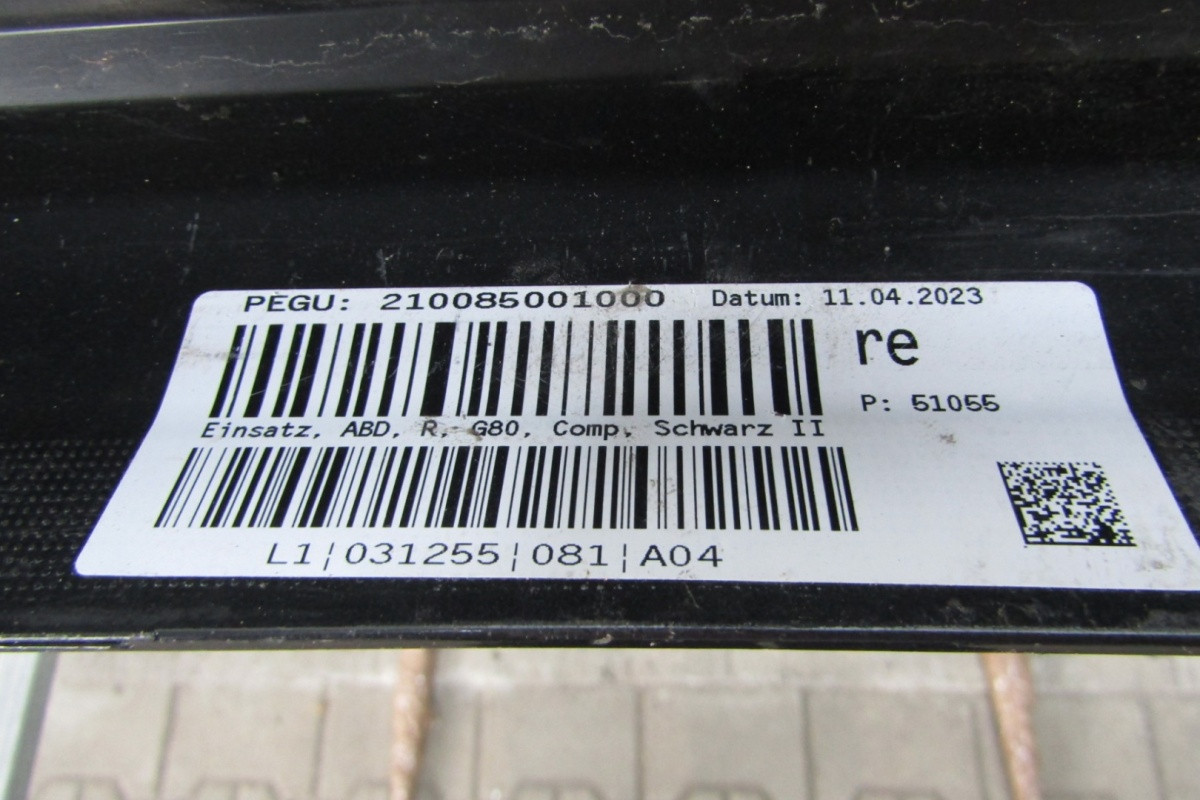 PEGU: 210085001000 Datum: 11.04.2023
re
P: 51055
Einsatz, ABD, R, G80, Comp, Schwarz II
L1¦031255¦081¦A04